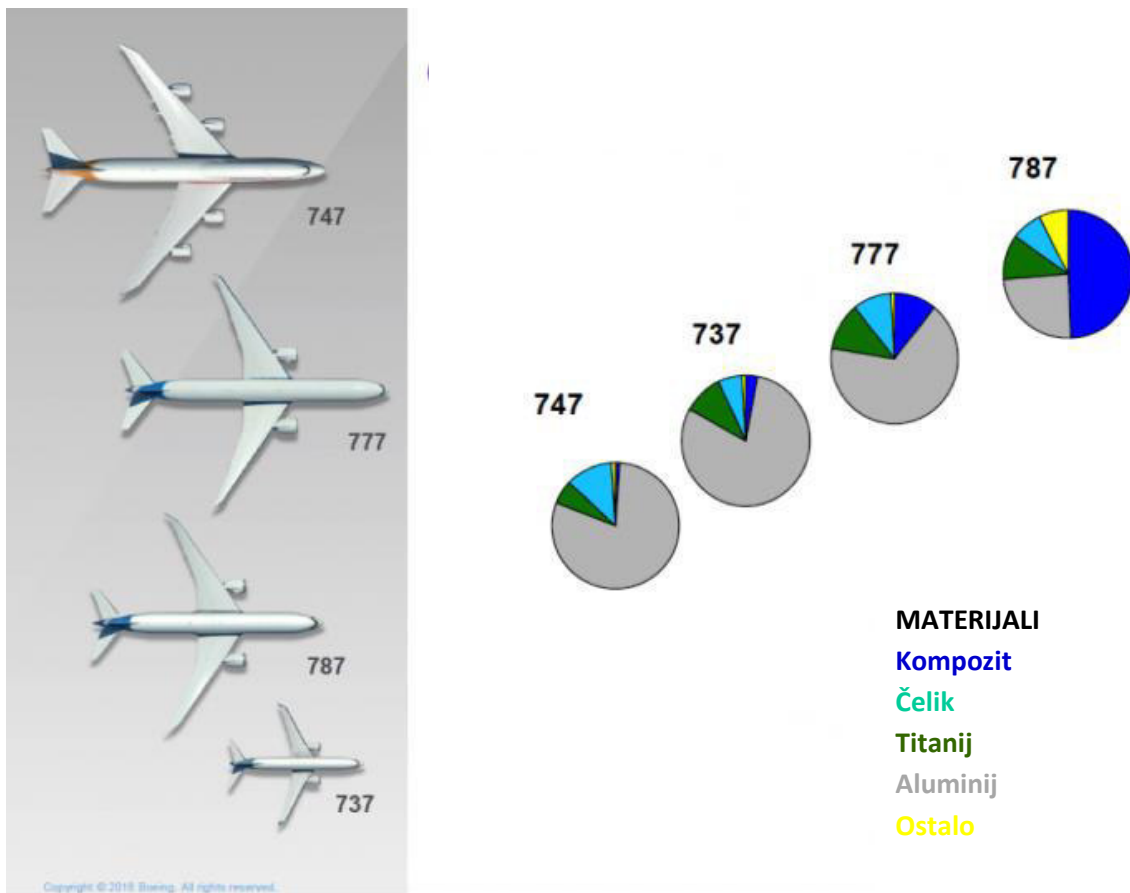 747
777
787
737
Copyright © 2016 Boeing. All rights reserved.
787
777
737
747
MATERIJALI
Kompozit
Čelik
Titanij
Aluminij
Ostalo